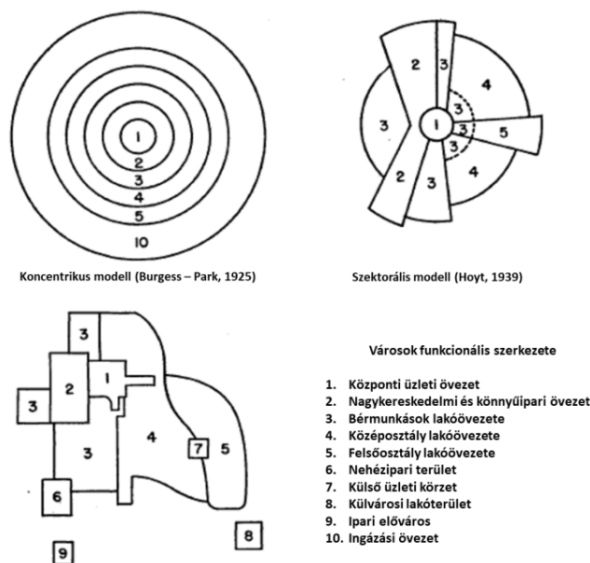 1
2
3
4
5
10
Koncentrikus modell (Burgess – Park, 1925)
2
3
4
3
1
3
3
5
3
2
3
4
Szektorális modell (Hoyt, 1939)
3
1
2
3
3
4
7
5
6
8
9
Városok funkcionális szerkezete
1. Központi üzleti övezet
2. Nagykereskedelmi és könnyűipari övezet
3. Bérmunkások lakóövezete
4. Középosztály lakóövezete
5. Felsőosztály lakóövezete
6. Nehézipari terület
7. Külső üzleti körzet
8. Külvárosi lakóterület
9. Ipari előváros
10. Ingázási övezet